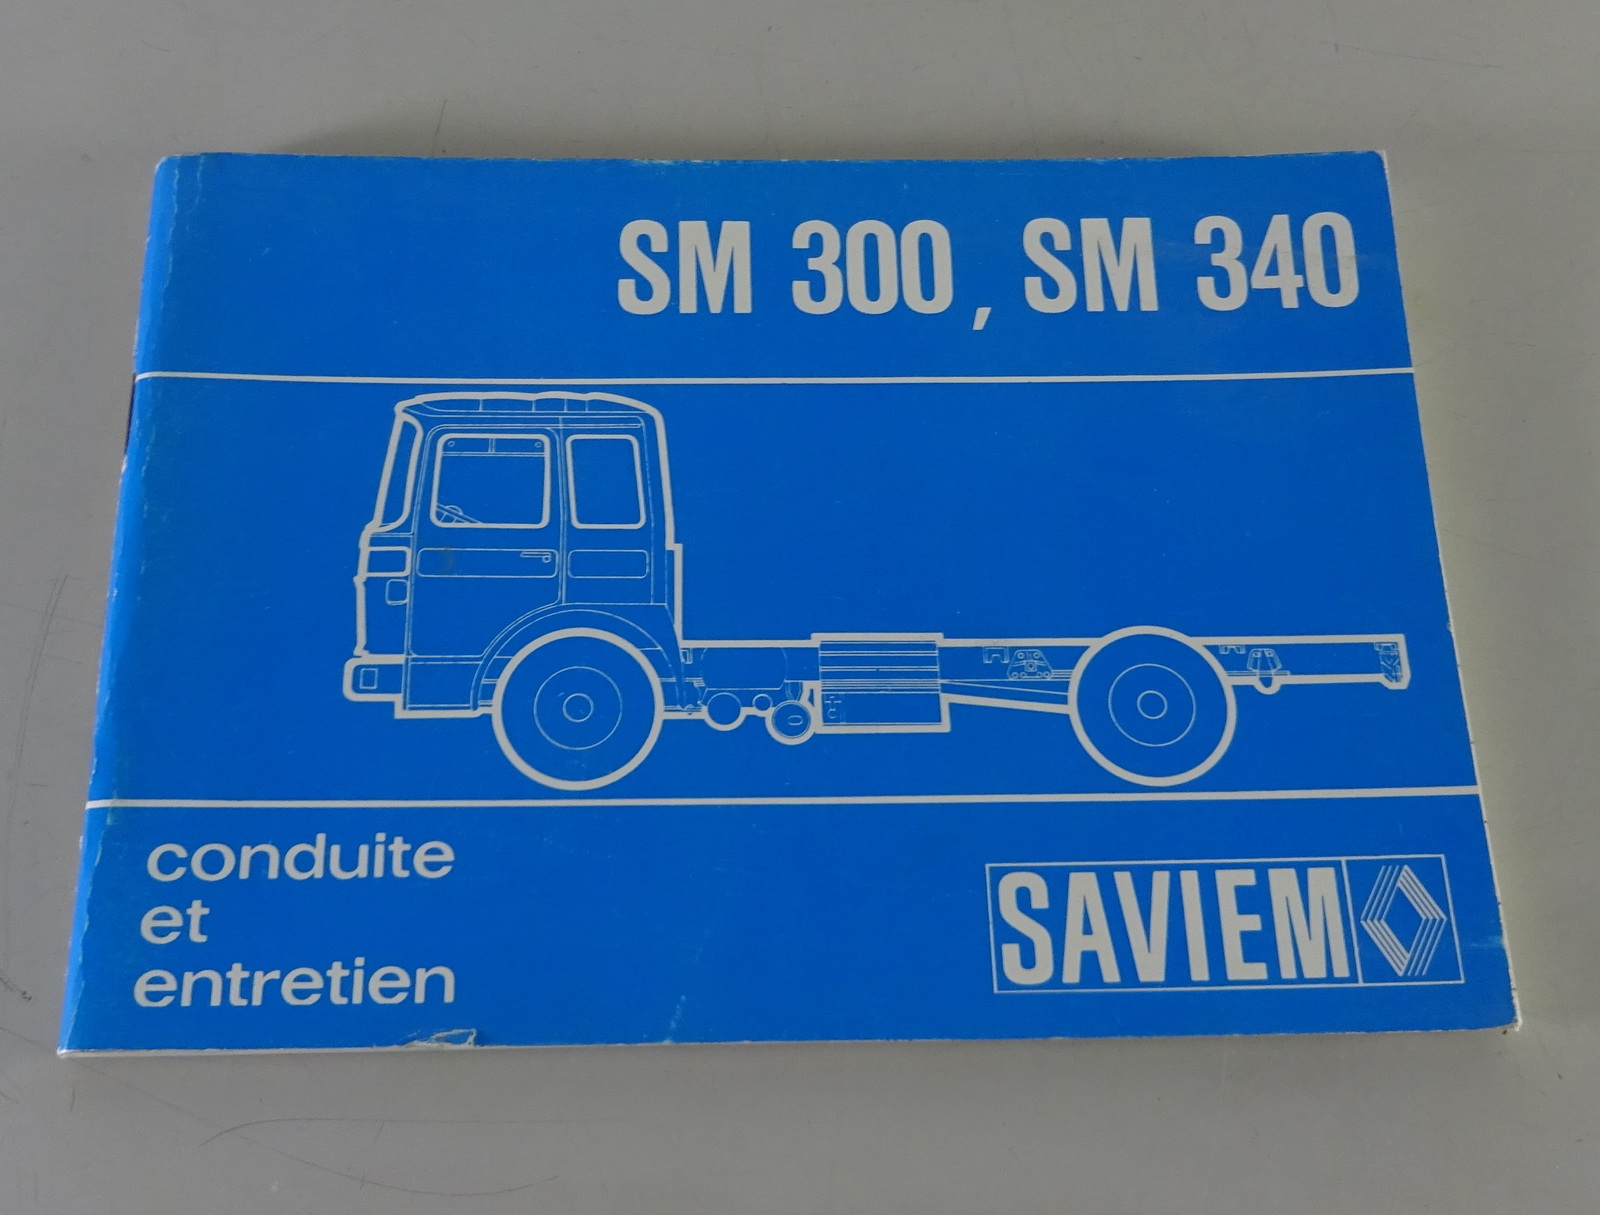 SM 300, SM 340
conduite
et
entretien
SAVIEM